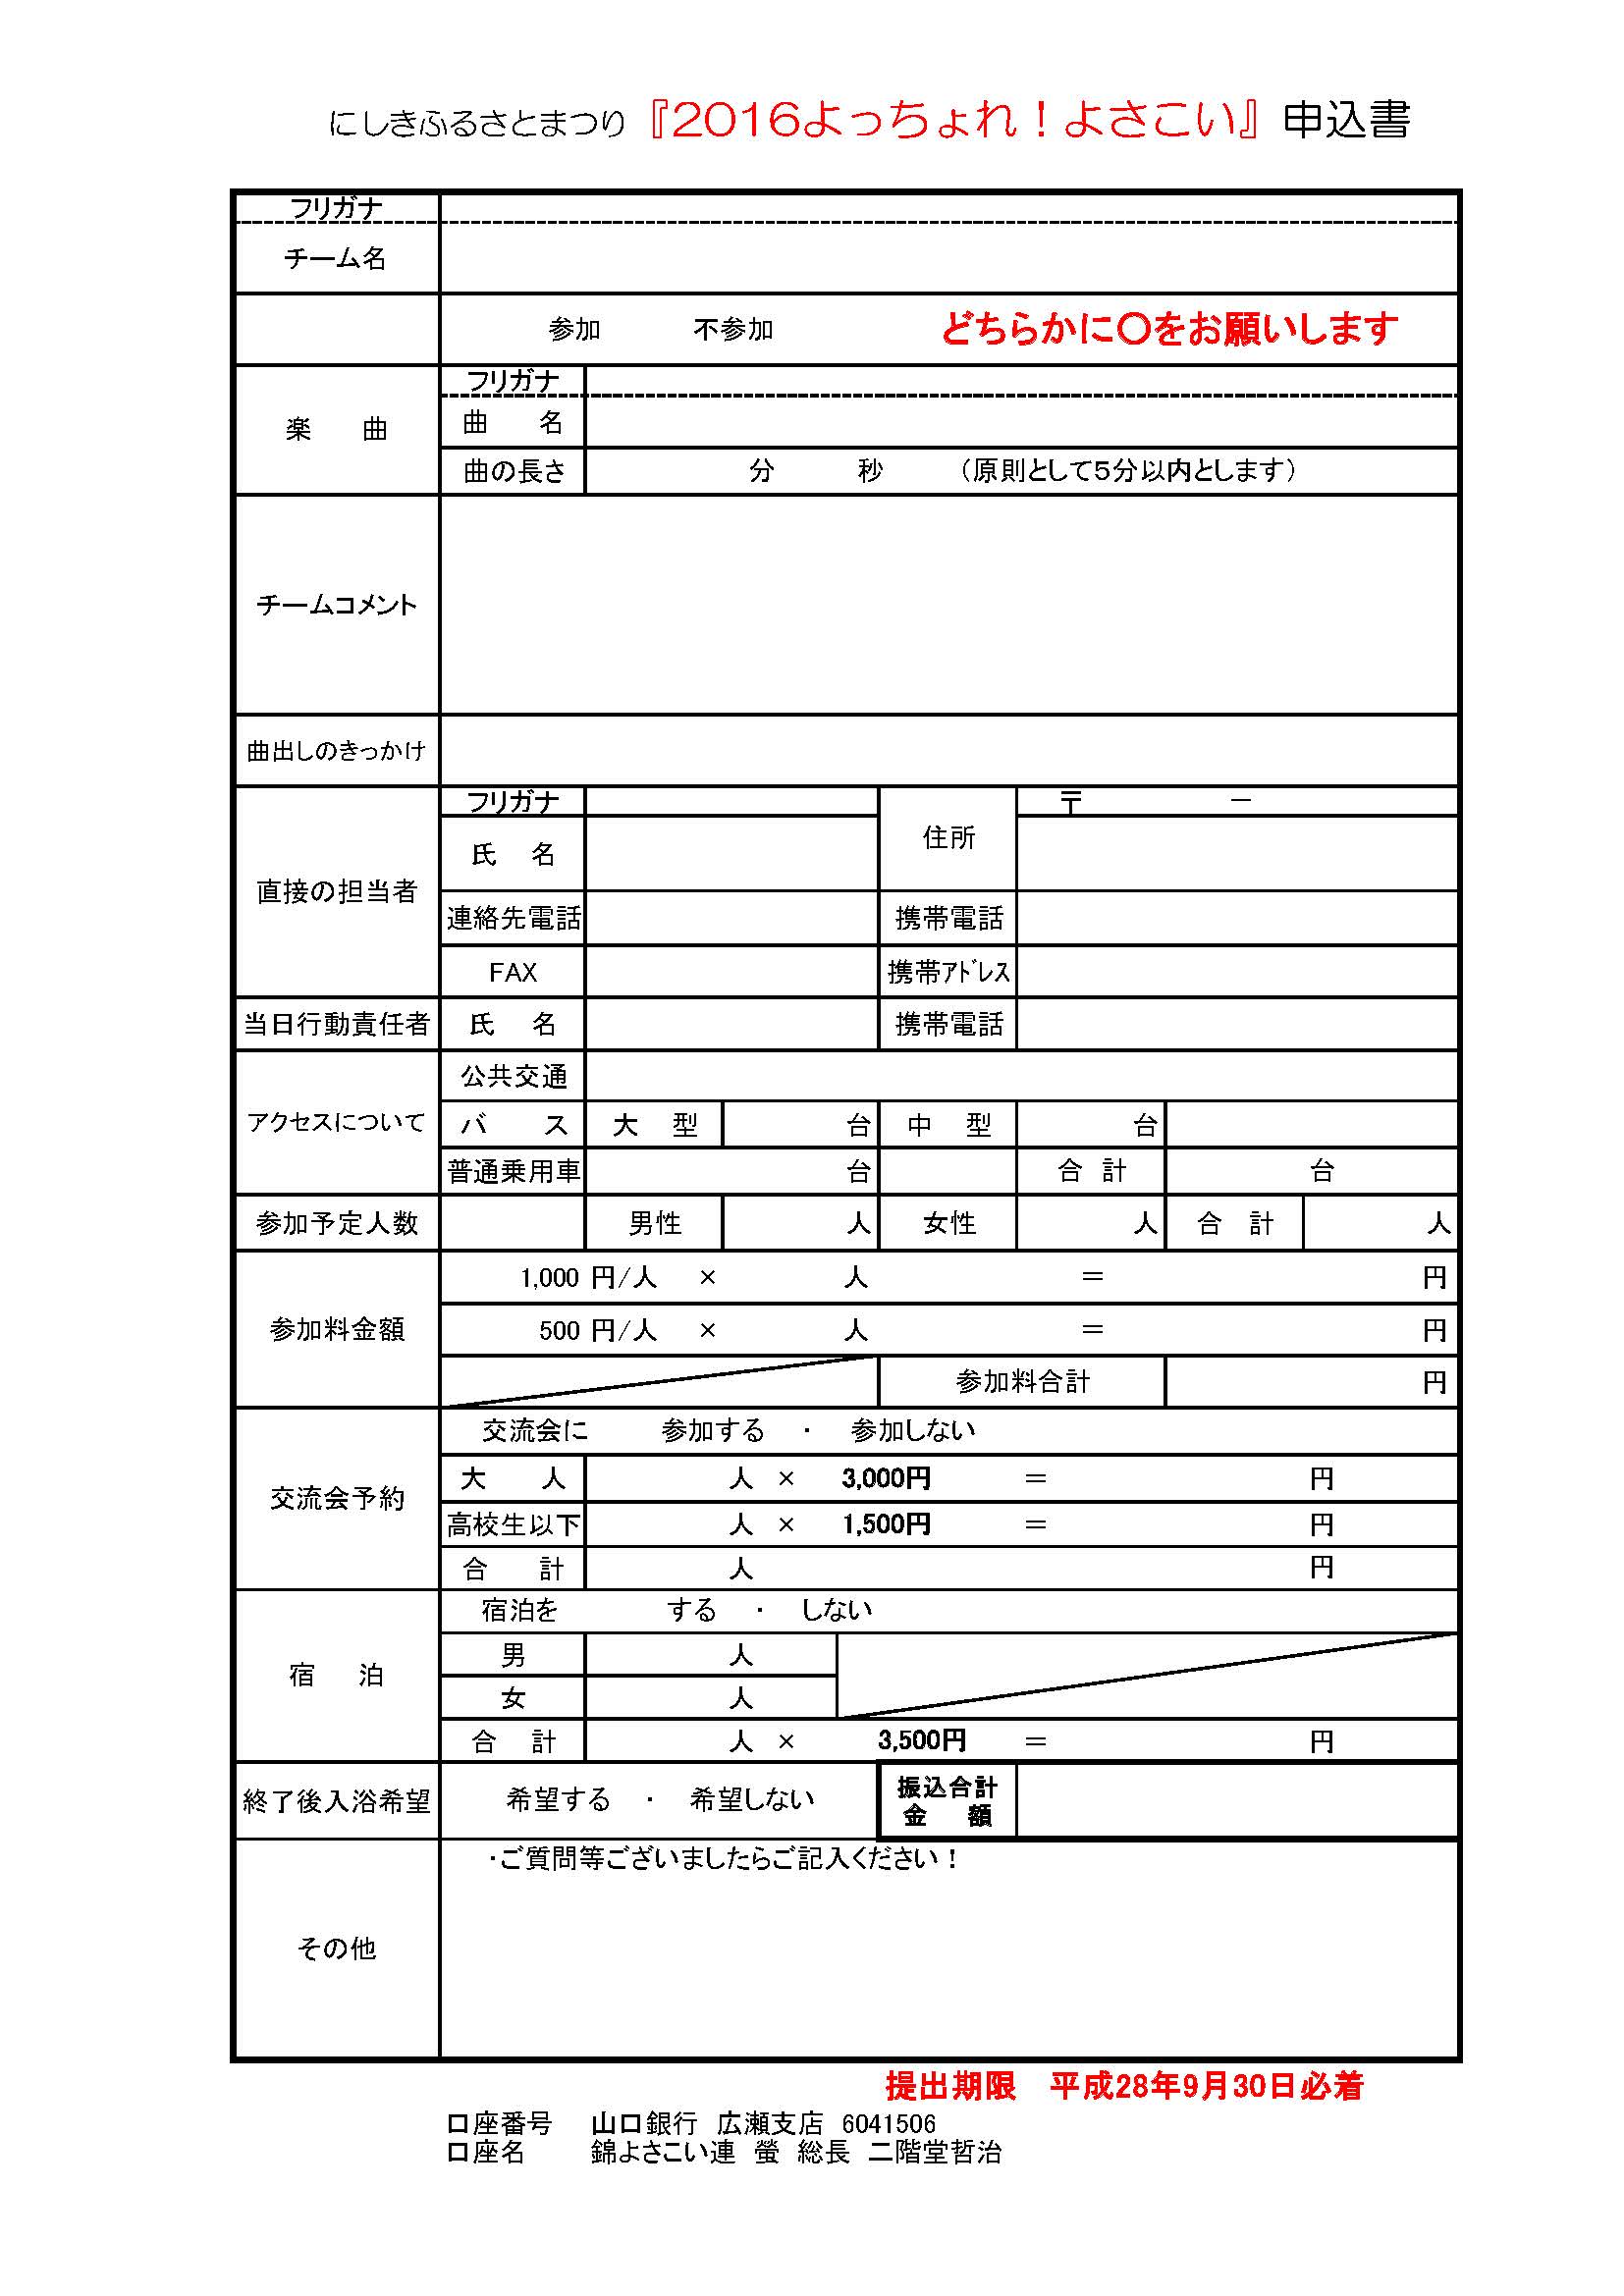 にしきふるさとまつり『2016よっちょれ！よさこい』申込書
フリガナ
チーム名
参加 不参加 どちらかに〇をお願いします
楽 曲
フリガナ
曲 名
曲の長さ 分 秒 （原則として5分以内とします）
チームコメント
曲出しのきっかけ
直接の担当者
フリガナ 住所 〒 －
氏 名
連絡先電話 携帯電話
FAX 携帯ｱﾄﾞﾚｽ
当日行動責任者 氏 名 携帯電話
アクセスについて
公共交通
バ ス 大 型 台 中 型 台
普通乗用車 台 合 計 台
参加予定人数 男性 人 女性 人 合 計 人
参加料金額
1,000 円/人 × 人 ＝ 円
500 円/人 × 人 ＝ 円
参加料合計 円
交流会予約
交流会に 参加する ・ 参加しない
大 人 人 × 3,000円 ＝ 円
高校生以下 人 × 1,500円 ＝ 円
合 計 人 円
宿 泊
宿泊を する ・ しない
男 人
女 人
合 計 人 × 3,500円 ＝ 円
終了後入浴希望 希望する ・ 希望しない
振込合計
金 額
その他
・ご質問等ございましたらご記入ください！
提出期限 平成28年9月30日必着
口座番号 山口銀行 広瀬支店 6041506
口座名 錦よさこい連 螢 総長 二階堂哲治